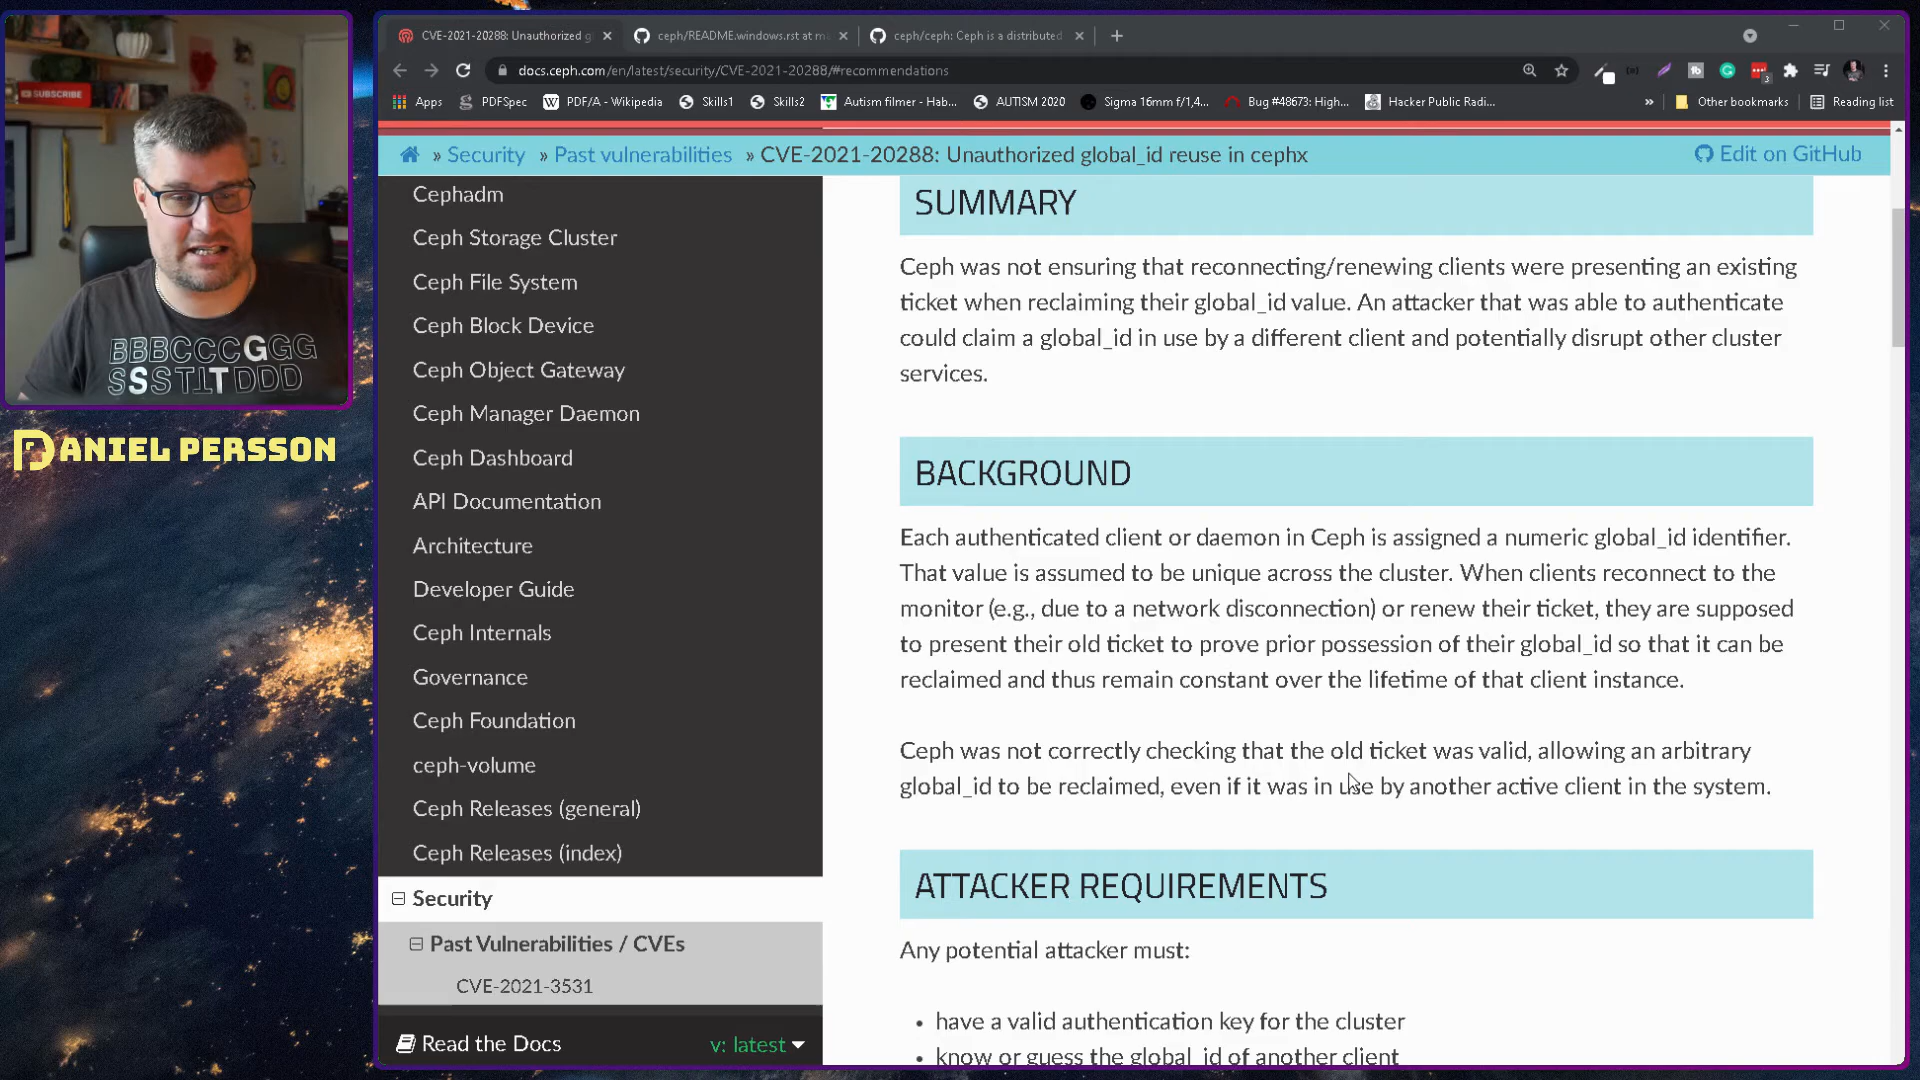 CVE-2021-20288: Unauthorized g
ceph/README.windows.rst at m
ceph/ceph: Ceph is a distributed
docs.ceph.com/en/latest/security/CVE-2021-20288/#recommendations
Apps
PDFSpec
PDF/A - Wikipedia
Skills1
Skills2
Autism filmer - Hab...
AUTISM 2020
Sigma 16mm f/1,4...
Bug #48673: High...
Hacker Public Radi...
»
Other bookmarks
Reading list
SUBSCRIBE
» Security » Past vulnerabilities » CVE-2021-20288: Unauthorized global_id reuse in cephx
Edit on GitHub
BBBCCCGGG
SSSTTTDDD
DANIEL PERSSON
Cephadm
Ceph Storage Cluster
Ceph File System
Ceph Block Device
Ceph Object Gateway
Ceph Manager Daemon
Ceph Dashboard
API Documentation
Architecture
Developer Guide
Ceph Internals
Governance
Ceph Foundation
ceph-volume
Ceph Releases (general)
Ceph Releases (index)
Security
Past Vulnerabilities / CVEs
CVE-2021-3531
Read the Docs
v: latest
SUMMARY
Ceph was not ensuring that reconnecting/renewing clients were presenting an existing
ticket when reclaiming their global_id value. An attacker that was able to authenticate
could claim a global_id in use by a different client and potentially disrupt other cluster
services.
BACKGROUND
Each authenticated client or daemon in Ceph is assigned a numeric global_id identifier.
That value is assumed to be unique across the cluster. When clients reconnect to the
monitor (e.g., due to a network disconnection) or renew their ticket, they are supposed
to present their old ticket to prove prior possession of their global_id so that it can be
reclaimed and thus remain constant over the lifetime of that client instance.
Ceph was not correctly checking that the old ticket was valid, allowing an arbitrary
global_id to be reclaimed, even if it was in use by another active client in the system.
ATTACKER REQUIREMENTS
Any potential attacker must:
• have a valid authentication key for the cluster
• know or guess the global_id of another client